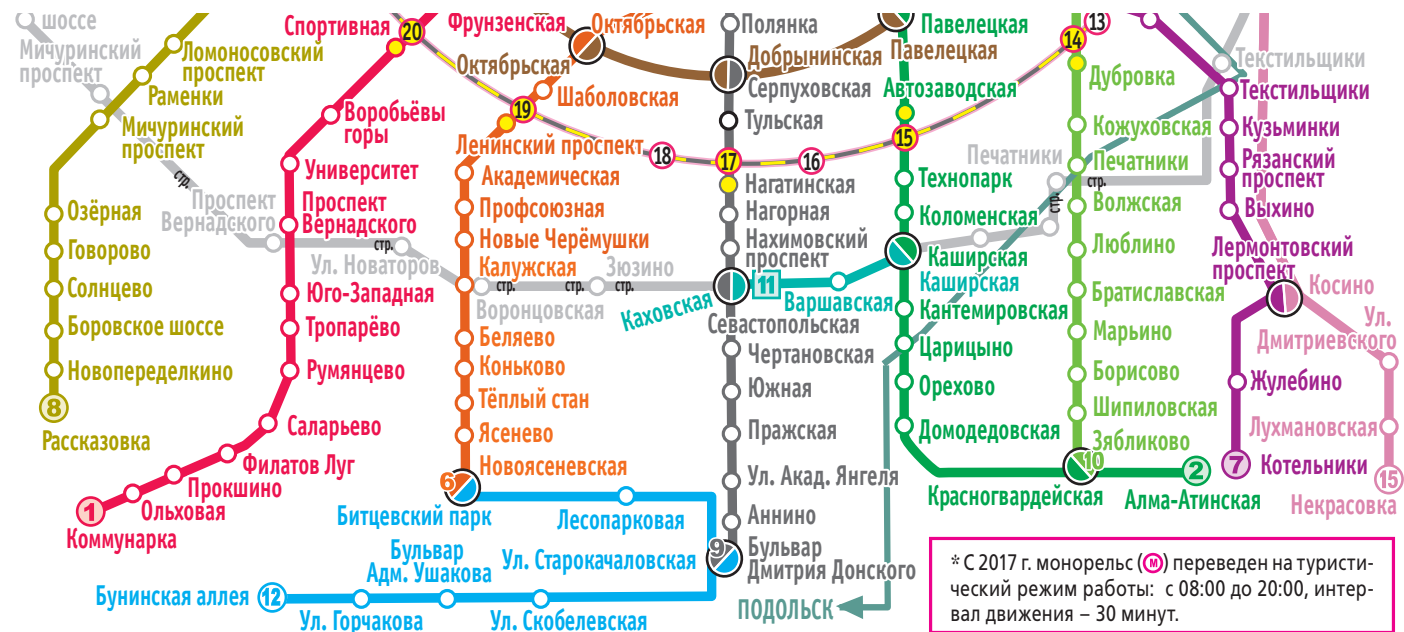 шоссе
Мичуринский
проспект
Ломоносовский
проспект
Раменки
Мичуринский
проспект
стр.
Проспект
Вернадского
Озёрная
Говорово
Солнцево
Боровское шоссе
Новопеределкино
8
Рассказовка
Спортивная
20
Фрунзенская
Воробьёвы
горы
Университет
Проспект
Вернадского
стр.
Ул. Новаторов
Юго-Западная
Тропарёво
Румянцево
Саларьево
Филатов Луг
Прокшино
Ольховая
1
Коммунарка
Октябрьская
Октябрьская
Шаболовская
19
Ленинский проспект
18
Академическая
Профсоюзная
Новые Черёмушки
Калужская
стр.
Воронцовская
стр.
Зюзино
стр.
Беляево
Коньково
Тёплый стан
Ясенево
Новоясеневская
6
Битцевский парк
Лесопарковая
Бульвар
Адм. Ушакова
Ул. Старокачаловская
Бунинская аллея
12
Ул. Горчакова
Ул. Скобелевская
Полянка
Добрынинская
Серпуховская
Тульская
17
16
Нагатинская
Нагорная
Нахимовский
проспект
Каховская
11
Варшавская
Севастопольская
Чертановская
Южная
Пражская
Ул. Акад. Янгеля
Аннино
9
Бульвар
Дмитрия Донского
ПОДОЛЬСК
Павелецкая
Павелецкая
Автозаводская
15
Технопарк
Коломенская
Каширская
Каширская
Кантемировская
Царицыно
Орехово
Домодедовская
Красногвардейская
2
Алма-Атинская
13
14
Дубровка
Кожуховская
Печатники
Печатники
стр.
стр.
Волжская
Люблино
Братиславская
Марьино
Борисово
Шипиловская
Зябликово
10
Текстильщики
Текстильщики
Кузьминки
Рязанский
проспект
Выхино
Лермонтовский
проспект
Косино
Ул.
Дмитриевского
Жулебино
Лухмановская
7
Котельники
15
Некрасовка
* С 2017 г. монорельс (М) переведен на туристи-
ческий режим работы: с 08:00 до 20:00, интер-
вал движения – 30 минут.